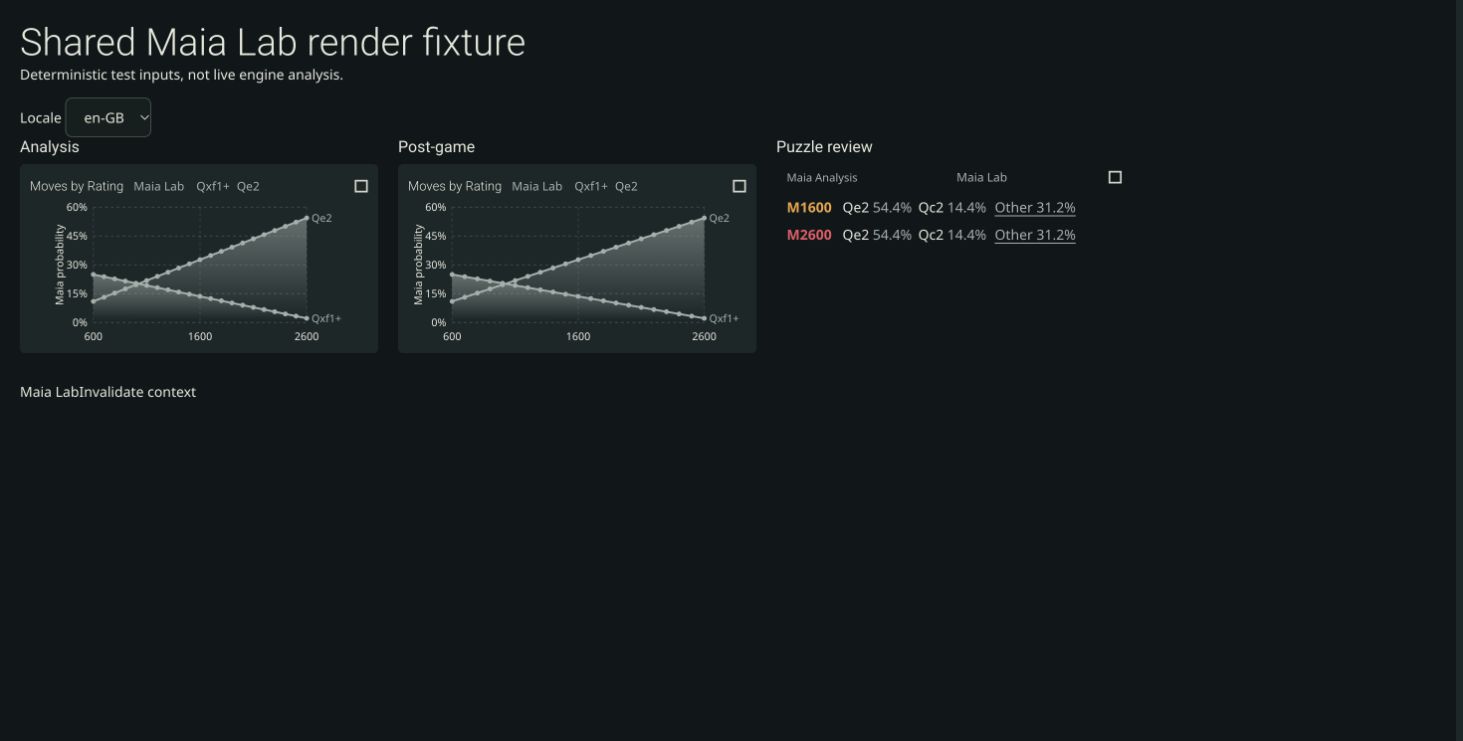 Shared Maia Lab render fixture
Deterministic test inputs, not live engine analysis.
Locale en-GB
Analysis
Moves by Rating Maia Lab Qxf1+ Qe2
60%
45%
30%
15%
0%
Maia probability
Qe2
Qxf1+
600 1600 2600
Post-game
Moves by Rating Maia Lab Qxf1+ Qe2
60%
45%
30%
15%
0%
Maia probability
Qe2
Qxf1+
600 1600 2600
Puzzle review
Maia Analysis Maia Lab
M1600 Qe2 54.4% Qc2 14.4% Other 31.2%
M2600 Qe2 54.4% Qc2 14.4% Other 31.2%
Maia LabInvalidate context